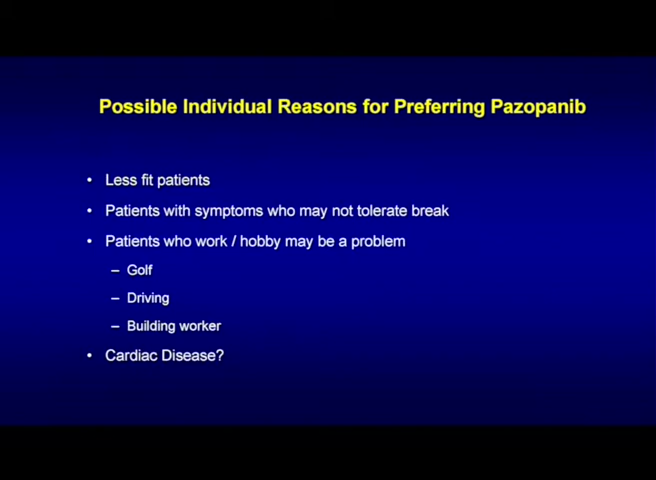 Possible Individual Reasons for Preferring Pazopanib
• Less fit patients
• Patients with symptoms who may not tolerate break
• Patients who work / hobby may be a problem
– Golf
– Driving
– Building worker
• Cardiac Disease?